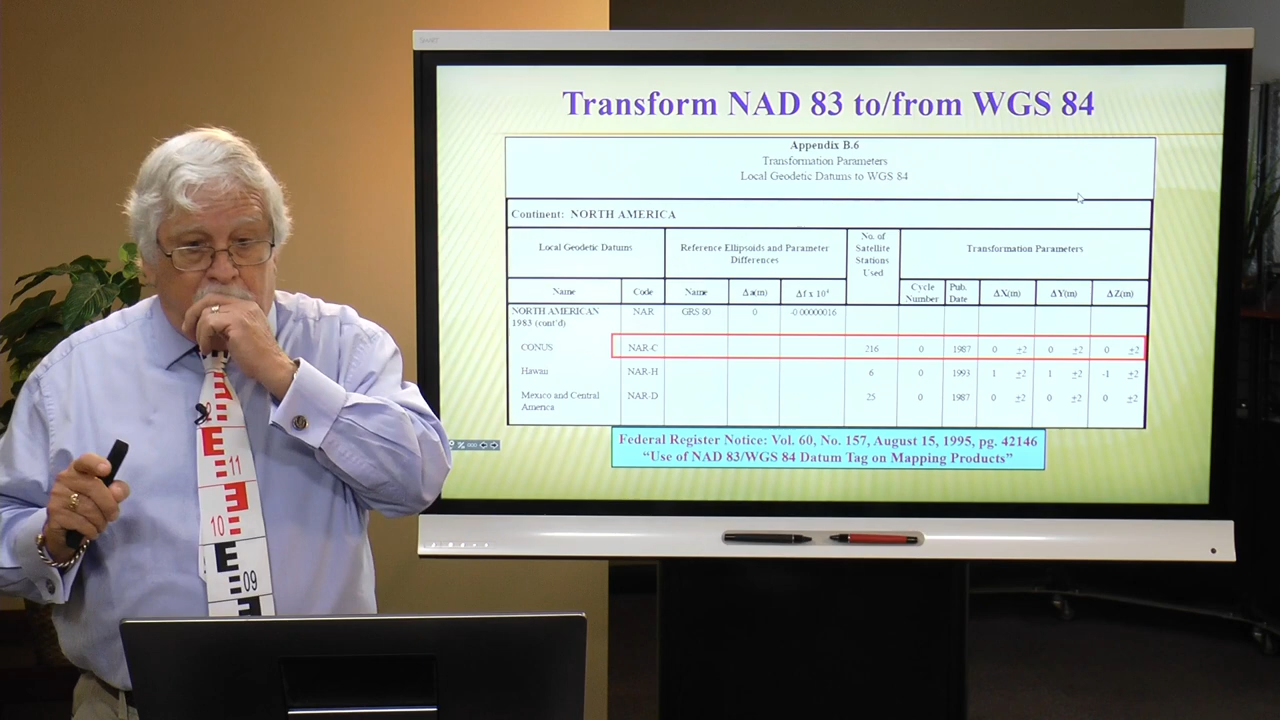 SMART
Transform NAD 83 to/from WGS 84
Appendix B.6
Transformation Parameters
Local Geodetic Datums to WGS 84
Continent: NORTH AMERICA
Local Geodetic Datums
Reference Ellipsoids and Parameter Differences
No. of Satellite Stations Used
Transformation Parameters
Name Code Name Δa(m) Δf x 10⁴ Cycle Number Pub. Date ΔX(m) ΔY(m) ΔZ(m)
NORTH AMERICAN NAR GRS 80 0 -0.00000016
1983 (cont'd)
CONUS NAR-C 216 0 1987 0 ±2 0 ±2 0 ±2
Hawaii NAR-H 6 0 1993 1 ±2 1 ±2 -1 ±2
Mexico and Central NAR-D 25 0 1987 0 ±2 0 ±2 0 ±2
America
Federal Register Notice: Vol. 60, No. 157, August 15, 1995, pg. 42146
“Use of NAD 83/WGS 84 Datum Tag on Mapping Products”
E
11
10
E
09